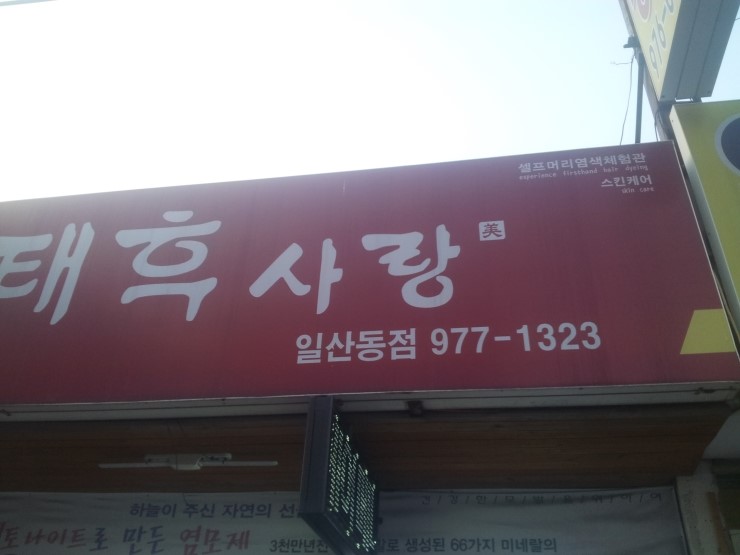 셀프머리염색체험관
experience firsthand hair dyeing
스킨케어
skin care
태후사랑 美
일산동점 977-1323
하늘이 주신 자연의 선
토나이트로 만든 염모제
3천만년전
로 생성된 66가지 미네랄의